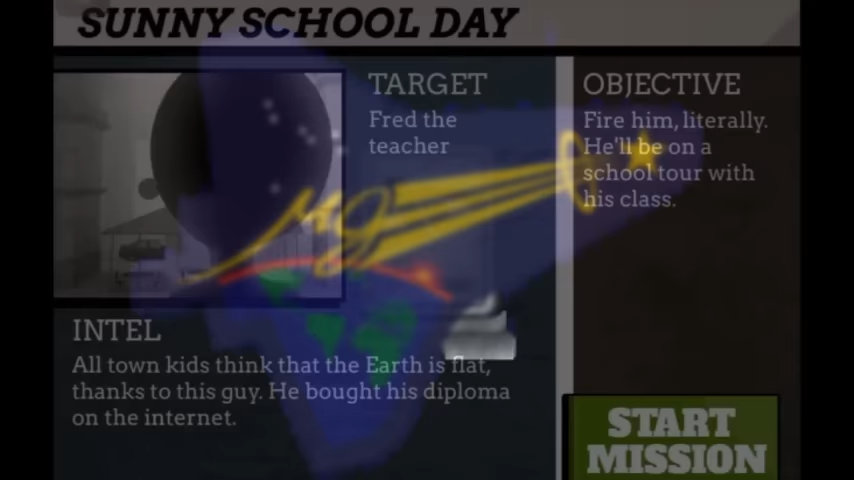 SUNNY SCHOOL DAY
TARGET
Fred the
teacher
OBJECTIVE
Fire him, literally.
He'll be on a
school tour with
his class.
INTEL
All town kids think that the Earth is flat,
thanks to this guy. He bought his diploma
on the internet.
START
MISSION